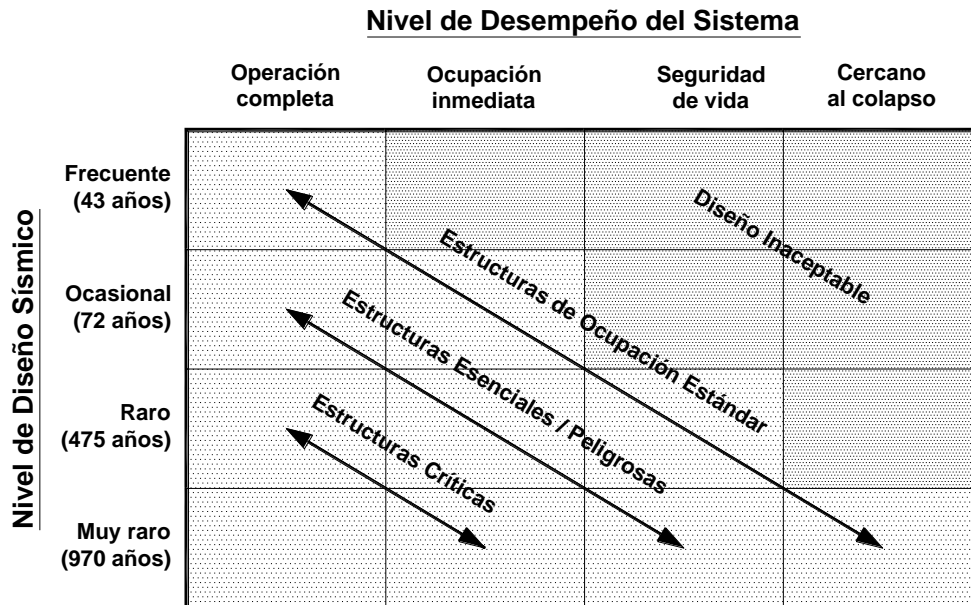 Nivel de Desempeño del Sistema
Operación
completa
Ocupación
inmediata
Seguridad
de vida
Cercano
al colapso
Nivel de Diseño Sísmico
Frecuente
(43 años)
Ocasional
(72 años)
Raro
(475 años)
Muy raro
(970 años)
Diseño Inaceptable
Estructuras de Ocupación Estándar
Estructuras Esenciales / Peligrosas
Estructuras Críticas